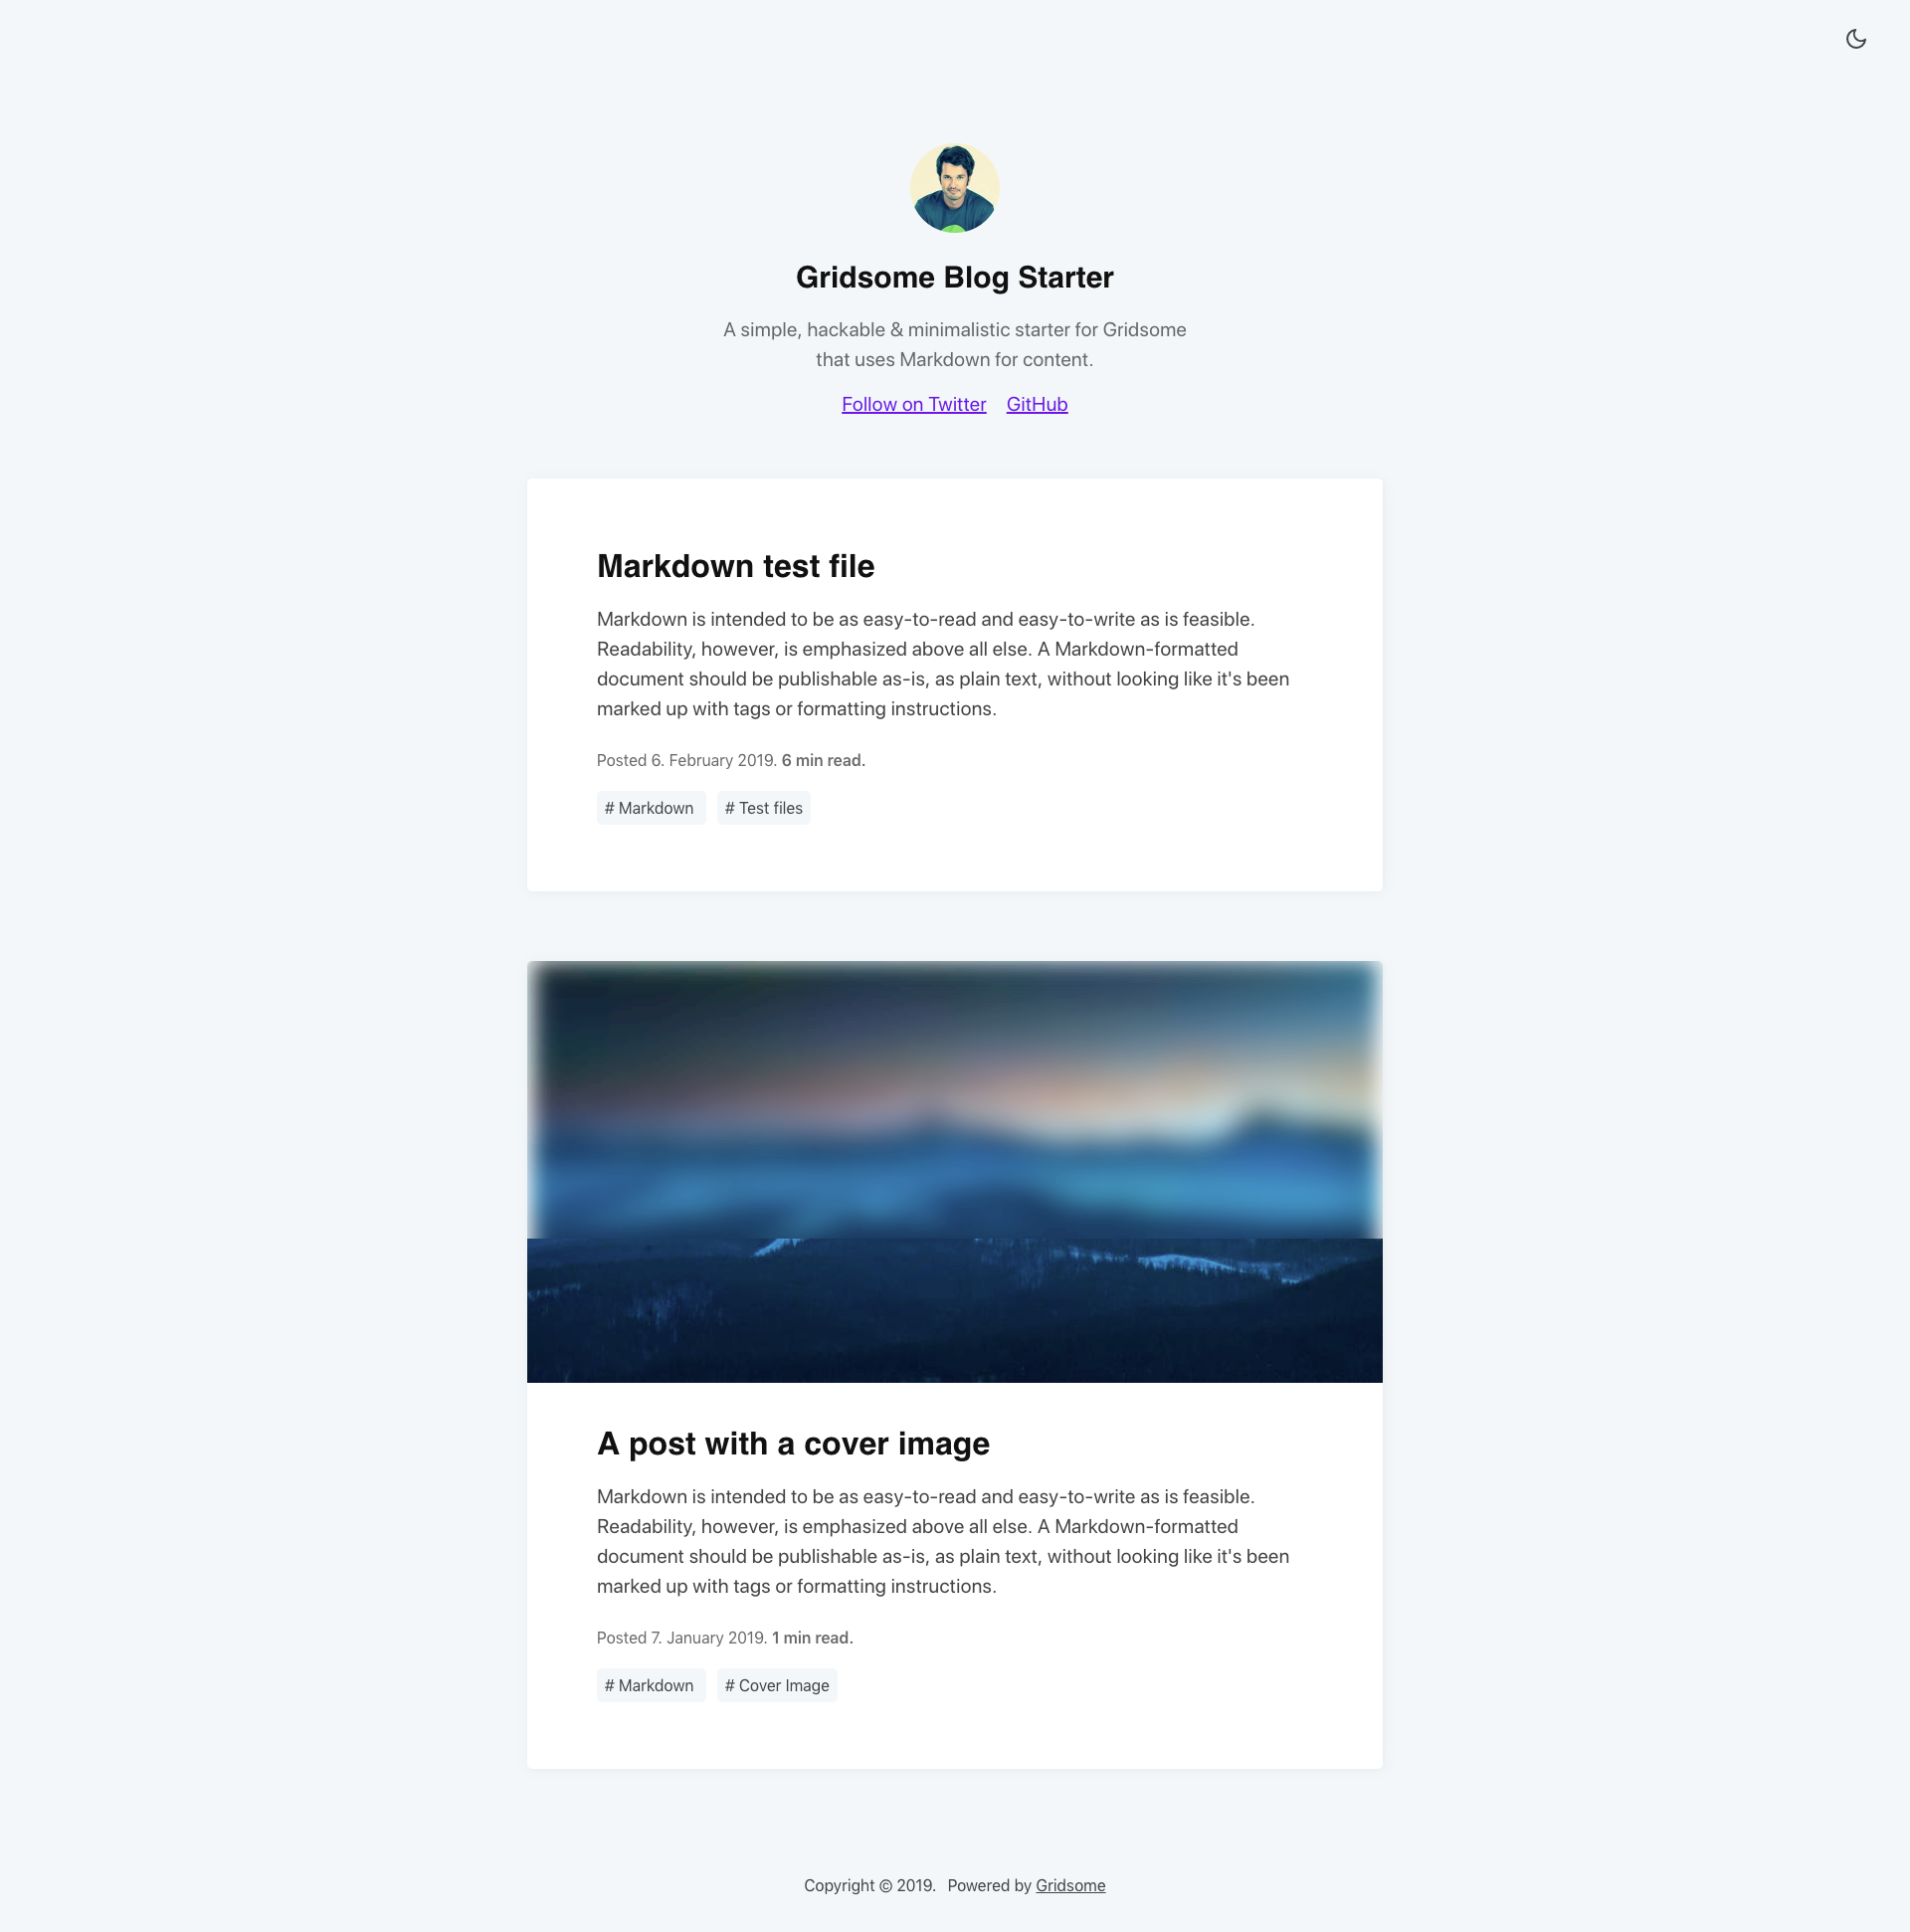 Gridsome Blog Starter
A simple, hackable & minimalistic starter for Gridsome
that uses Markdown for content.
Follow on Twitter GitHub
Markdown test file
Markdown is intended to be as easy-to-read and easy-to-write as is feasible.
Readability, however, is emphasized above all else. A Markdown-formatted
document should be publishable as-is, as plain text, without looking like it's been
marked up with tags or formatting instructions.
Posted 6. February 2019. 6 min read.
# Markdown # Test files
A post with a cover image
Markdown is intended to be as easy-to-read and easy-to-write as is feasible.
Readability, however, is emphasized above all else. A Markdown-formatted
document should be publishable as-is, as plain text, without looking like it's been
marked up with tags or formatting instructions.
Posted 7. January 2019. 1 min read.
# Markdown # Cover Image
Copyright © 2019. Powered by Gridsome